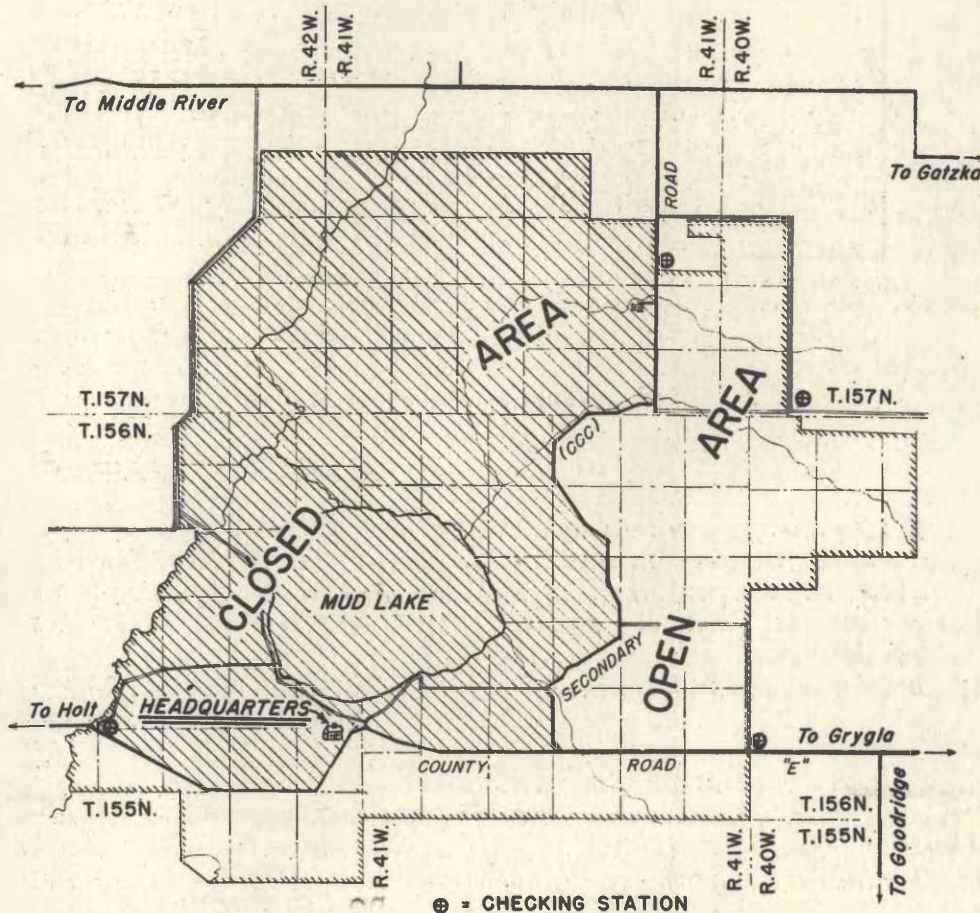 R.42W.
R.41W.
R.41W.
R.40W.
To Middle River
To Gatzke
ROAD
AREA
T.157N.
T.156N.
T.157N.
AREA
(CCC)
CLOSED
MUD LAKE
OPEN
SECONDARY
To Holt
HEADQUARTERS
To Grygla
COUNTY ROAD "E"
T.155N.
T.156N.
T.155N.
R.41W.
R.41W.
R.40W.
To Goodridge
⊕ = CHECKING STATION